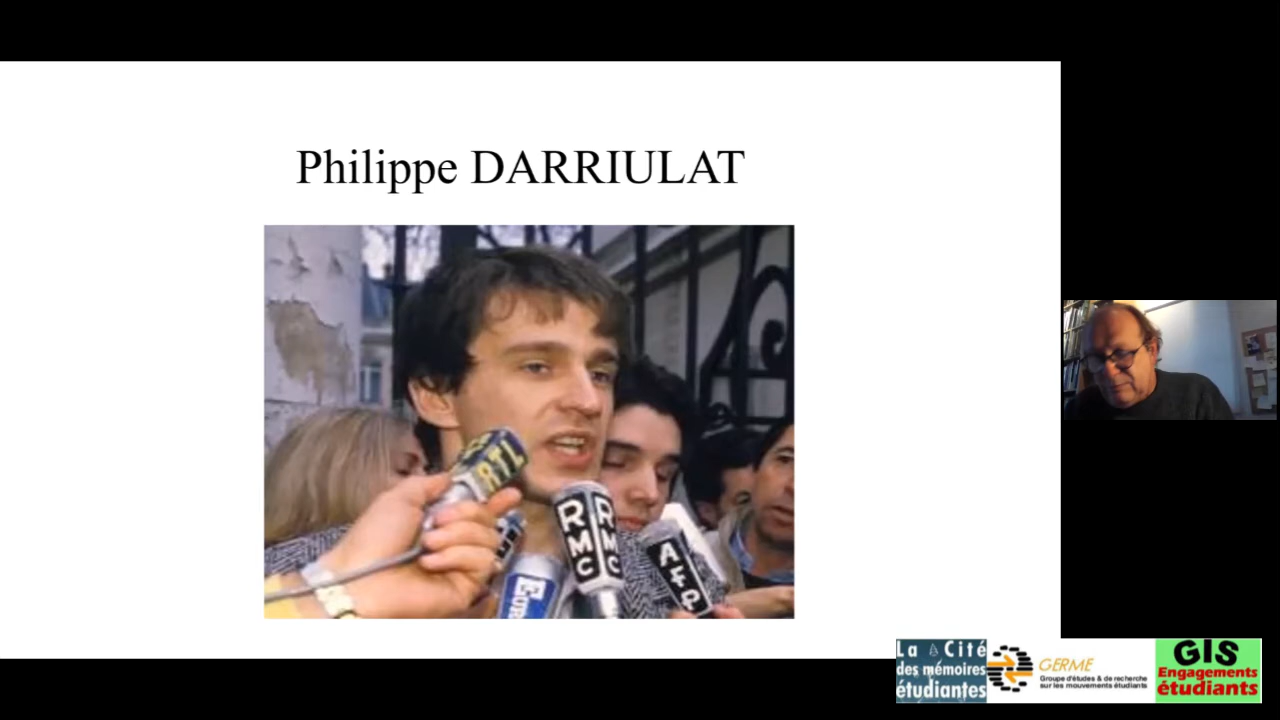 Philippe DARRIULAT
RTL
RMC
RMC
AFP
La Cité
des mémoires
étudiantes
GERME
Groupe d'études & de recherche
sur les mouvements étudiants
GIS
Engagements
étudiants